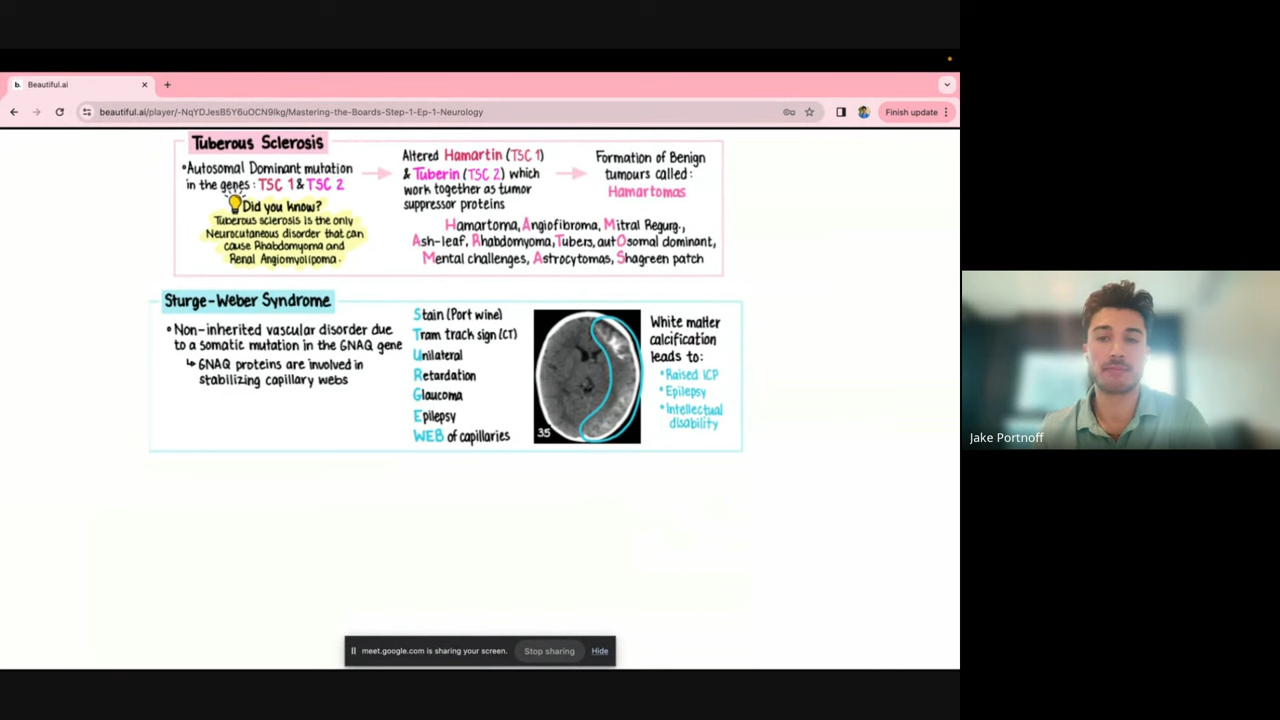 Beautiful.ai
beautiful.ai/player/-NqYDJesB5Y6uOCN9lkg/Mastering-the-Boards-Step-1-Ep-1-Neurology
Finish update
Tuberous Sclerosis
•Autosomal Dominant mutation
in the genes: TSC 1 & TSC 2
Did you know?
Tuberous sclerosis is the only
Neurocutaneous disorder that can
cause Rhabdomyoma and
Renal Angiomyolipoma.
Altered Hamartin (TSC 1)
& Tuberin (TSC 2) which
work together as tumor
suppressor proteins
Formation of Benign
tumours called:
Hamartomas
Hamartoma, Angiofibroma, Mitral Regurg.,
Ash-leaf, Rhabdomyoma, Tubers, autOsomal dominant,
Mental challenges, Astrocytomas, Shagreen patch
Sturge-Weber Syndrome
• Non-inherited vascular disorder due
to a somatic mutation in the GNAQ gene
↳ GNAQ proteins are involved in
stabilizing capillary webs
Stain (Port wine)
Tram track sign (CT)
Unilateral
Retardation
Glaucoma
Epilepsy
WEB of capillaries
35
White matter
calcification
leads to:
•Raised ICP
•Epilepsy
•Intellectual
disability
meet.google.com is sharing your screen.
Stop sharing
Hide
Jake Portnoff